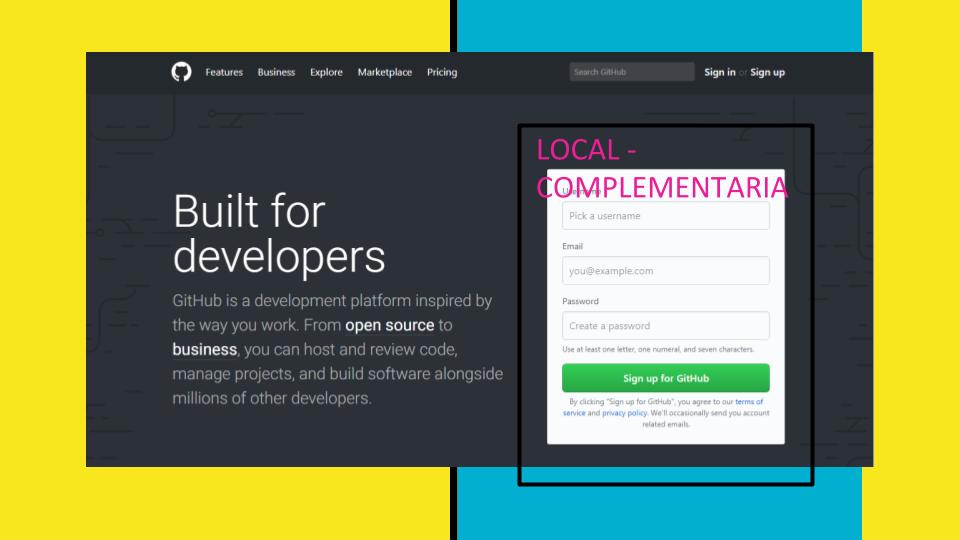 Features Business Explore Marketplace Pricing Search GitHub Sign in or Sign up
LOCAL -
COMPLEMENTARIA
Built for
developers
GitHub is a development platform inspired by
the way you work. From open source to
business, you can host and review code,
manage projects, and build software alongside
millions of other developers.
Username
Pick a username
Email
you@example.com
Password
Create a password
Use at least one letter, one numeral, and seven characters.
Sign up for GitHub
By clicking "Sign up for GitHub", you agree to our terms of
service and privacy policy. We'll occasionally send you account
related emails.